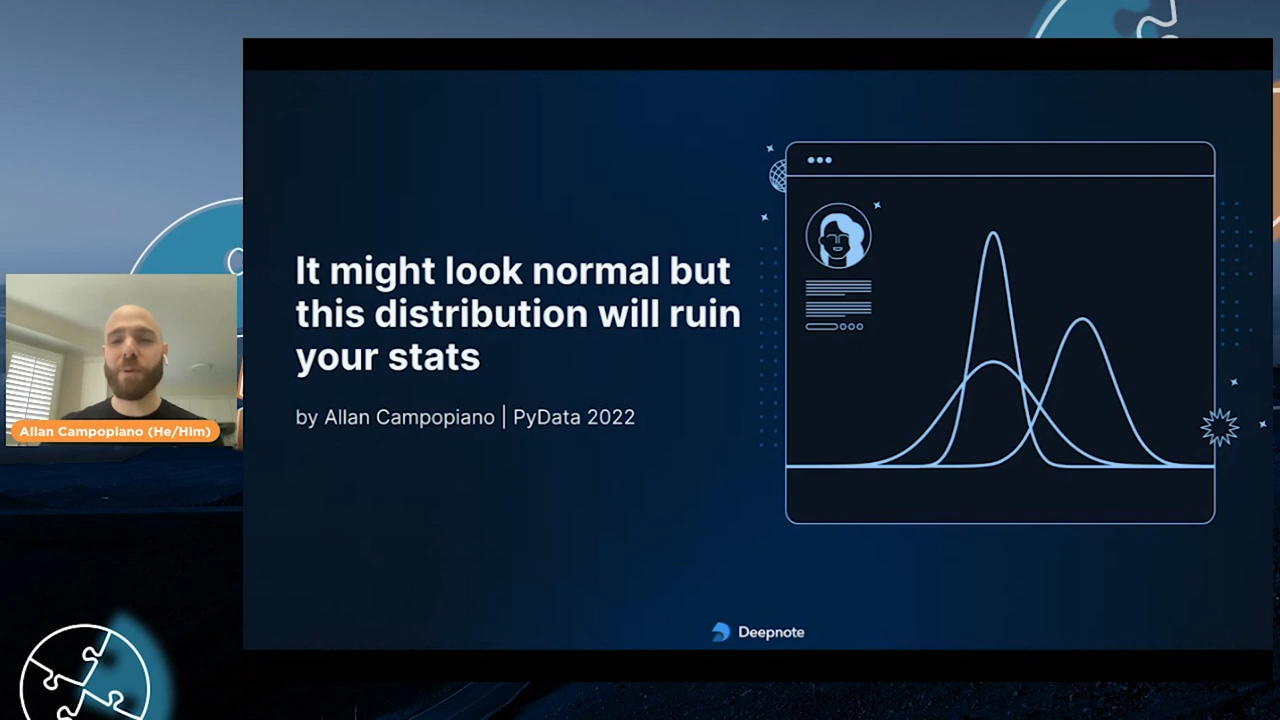 It might look normal but
this distribution will ruin
your stats
by Allan Campopiano | PyData 2022
Allan Campopiano (He/Him)
Deepnote